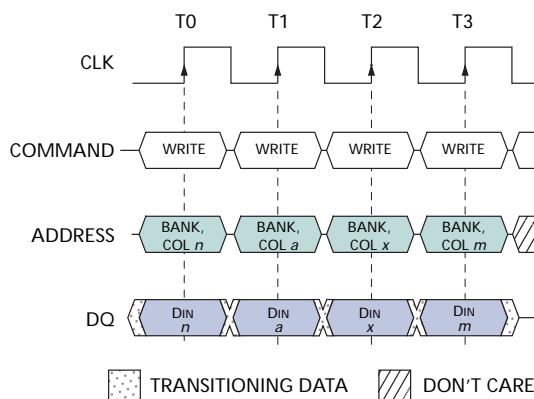 T0 T1 T2 T3
CLK
COMMAND WRITE WRITE WRITE WRITE
BANK, BANK, BANK, BANK,
ADDRESS COL n COL a COL x COL m
DIN DIN DIN DIN
DQ n a x m
TRANSITIONING DATA DON'T CARE